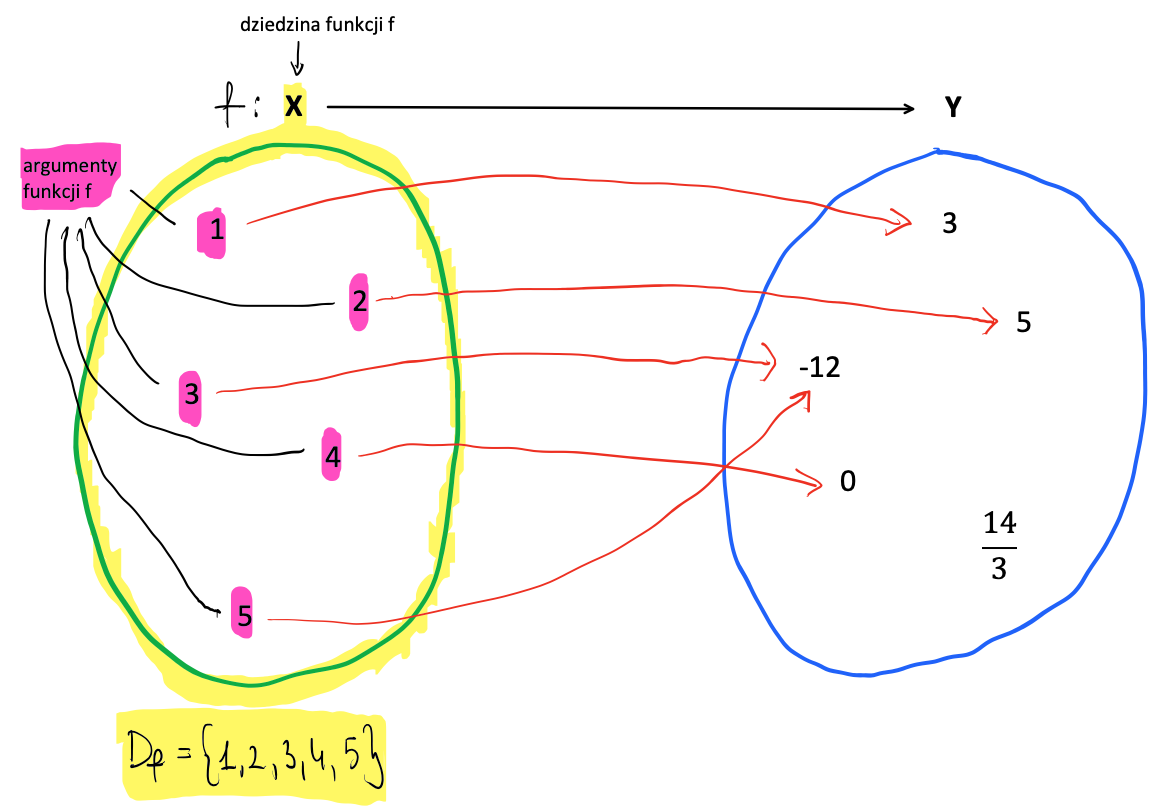 dziedzina funkcji f
f: X Y
argumenty
funkcji f
1 3
2 5
3 -12
4 0
14
3
5
Df = {1,2,3,4,5}